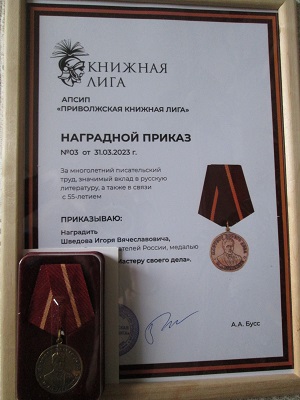 КНИЖНАЯ
ЛИГА
АПСИП
«ПРИВОЛЖСКАЯ КНИЖНАЯ ЛИГА»
НАГРАДНОЙ ПРИКАЗ
№03 от 31.03.2023 г.
За многолетний писательский
труд, значимый вклад в русскую
литературу, а также в связи
с 55-летием
ПРИКАЗЫВАЮ:
Наградить
Шведова Игоря Вячеславовича,
ателей России, медалью
астеру своего дела».
А.А. Бусс